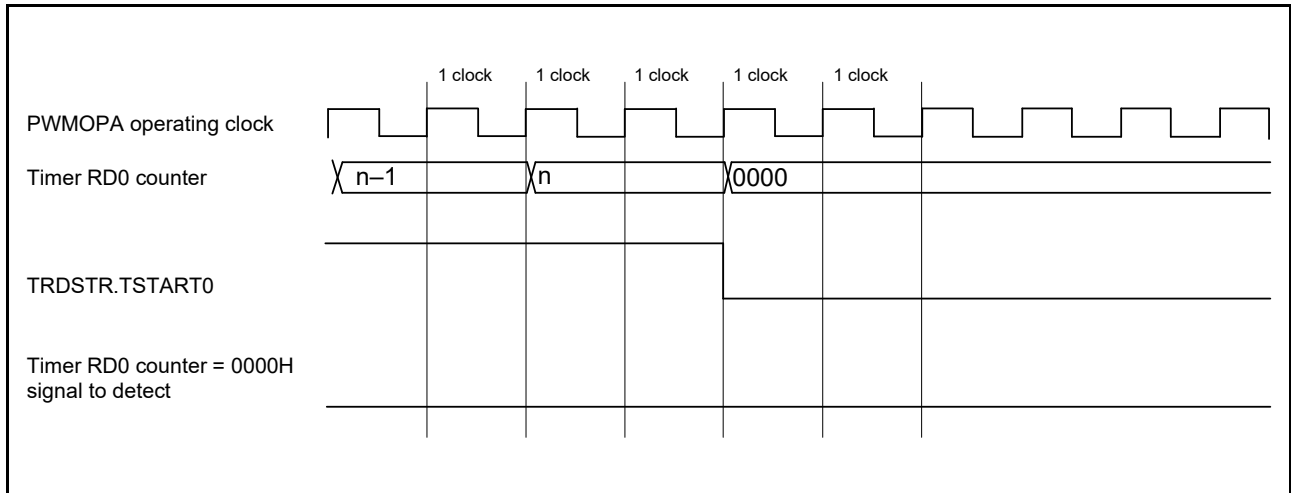 1 clock 1 clock 1 clock 1 clock 1 clock
PWMOPA operating clock
Timer RD0 counter n–1 n 0000
TRDSTR.TSTART0
Timer RD0 counter = 0000H
signal to detect